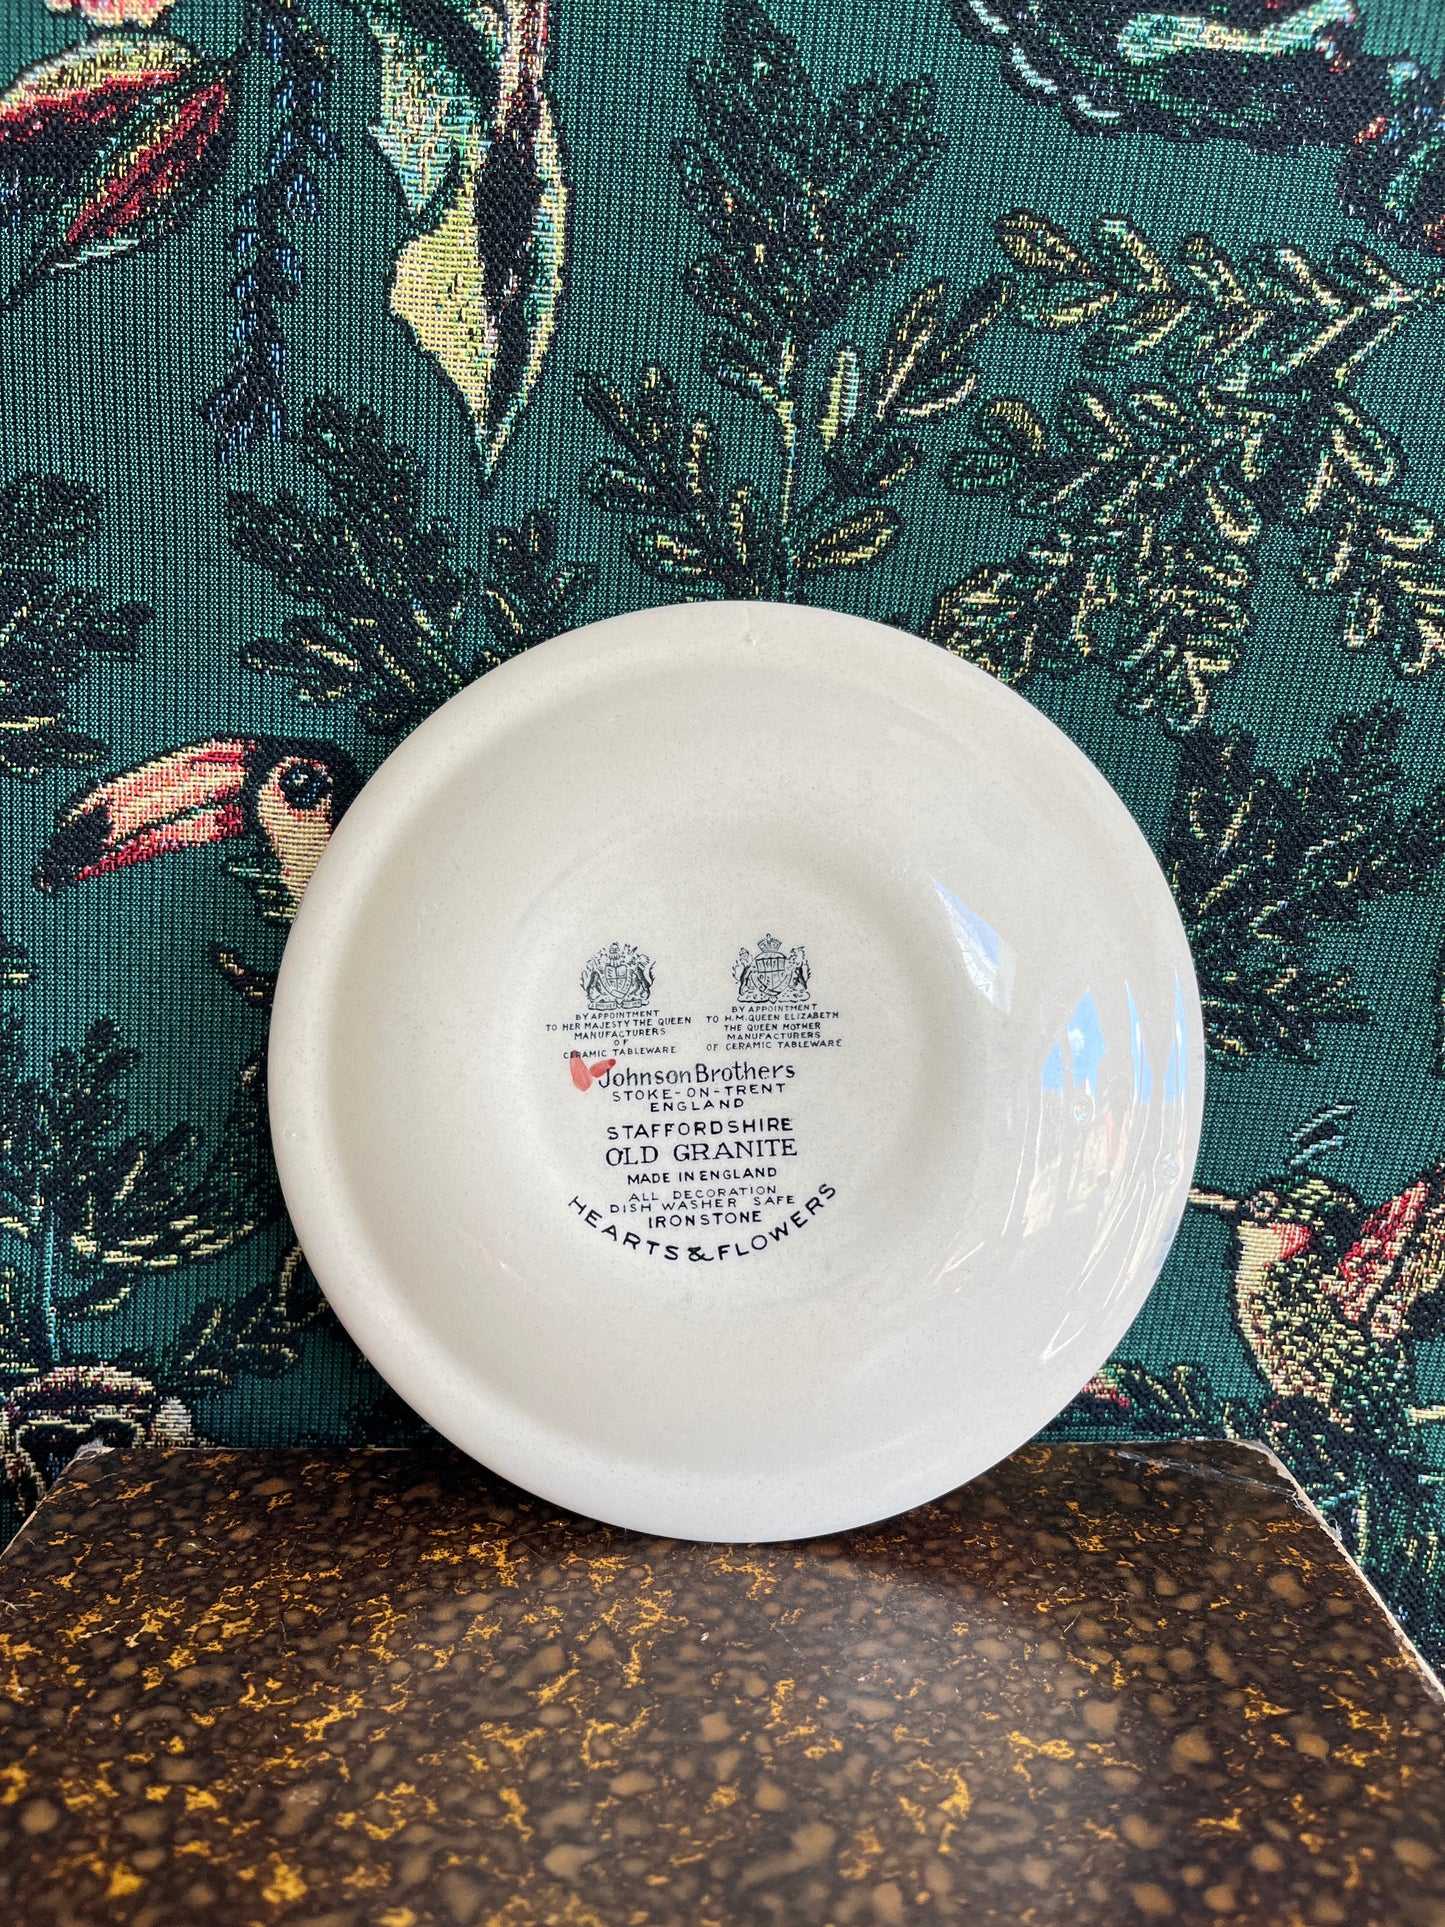 BY APPOINTMENT
TO HER MAJESTY THE QUEEN
MANUFACTURERS
OF
CERAMIC TABLEWARE
BY APPOINTMENT
TO H.M. QUEEN ELIZABETH
THE QUEEN MOTHER
MANUFACTURERS
OF CERAMIC TABLEWARE
Johnson Brothers
STOKE-ON-TRENT
ENGLAND
STAFFORDSHIRE
OLD GRANITE
MADE IN ENGLAND
ALL DECORATION
DISH WASHER SAFE
IRONSTONE
HEARTS & FLOWERS